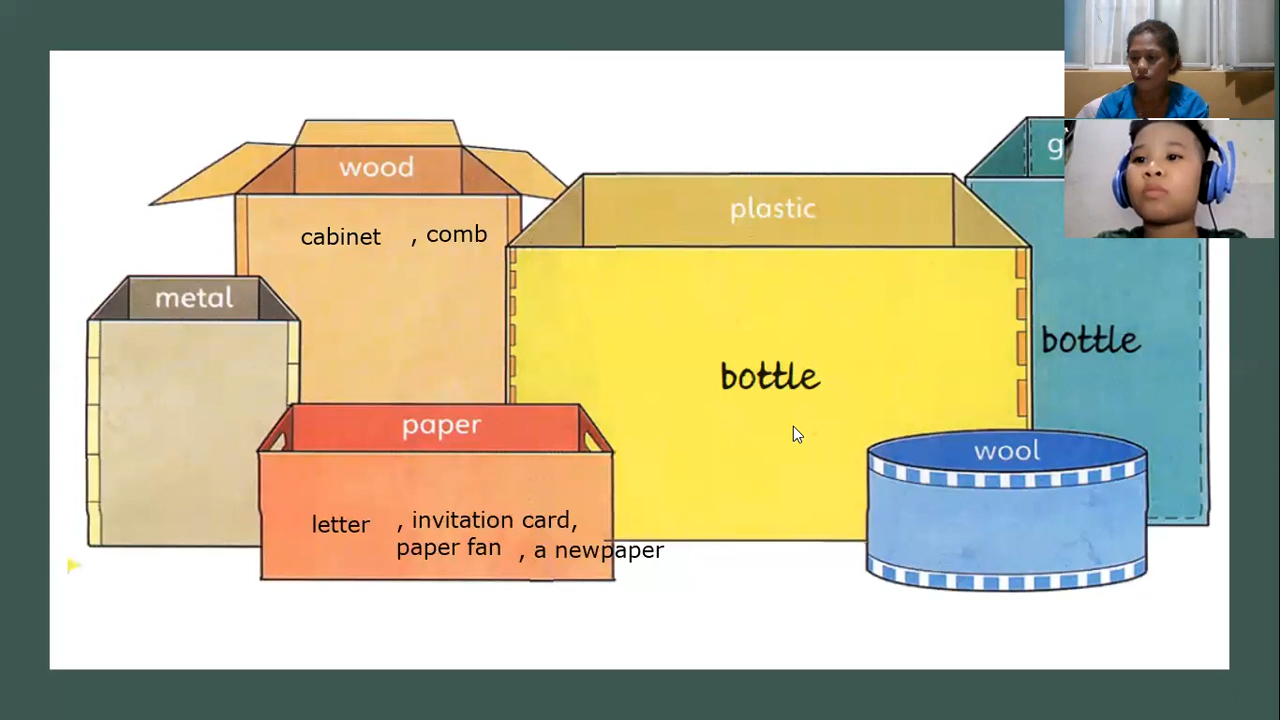 wood
cabinet , comb
plastic
bottle
bottle
metal
paper
letter , invitation card,
paper fan , a newpaper
wool